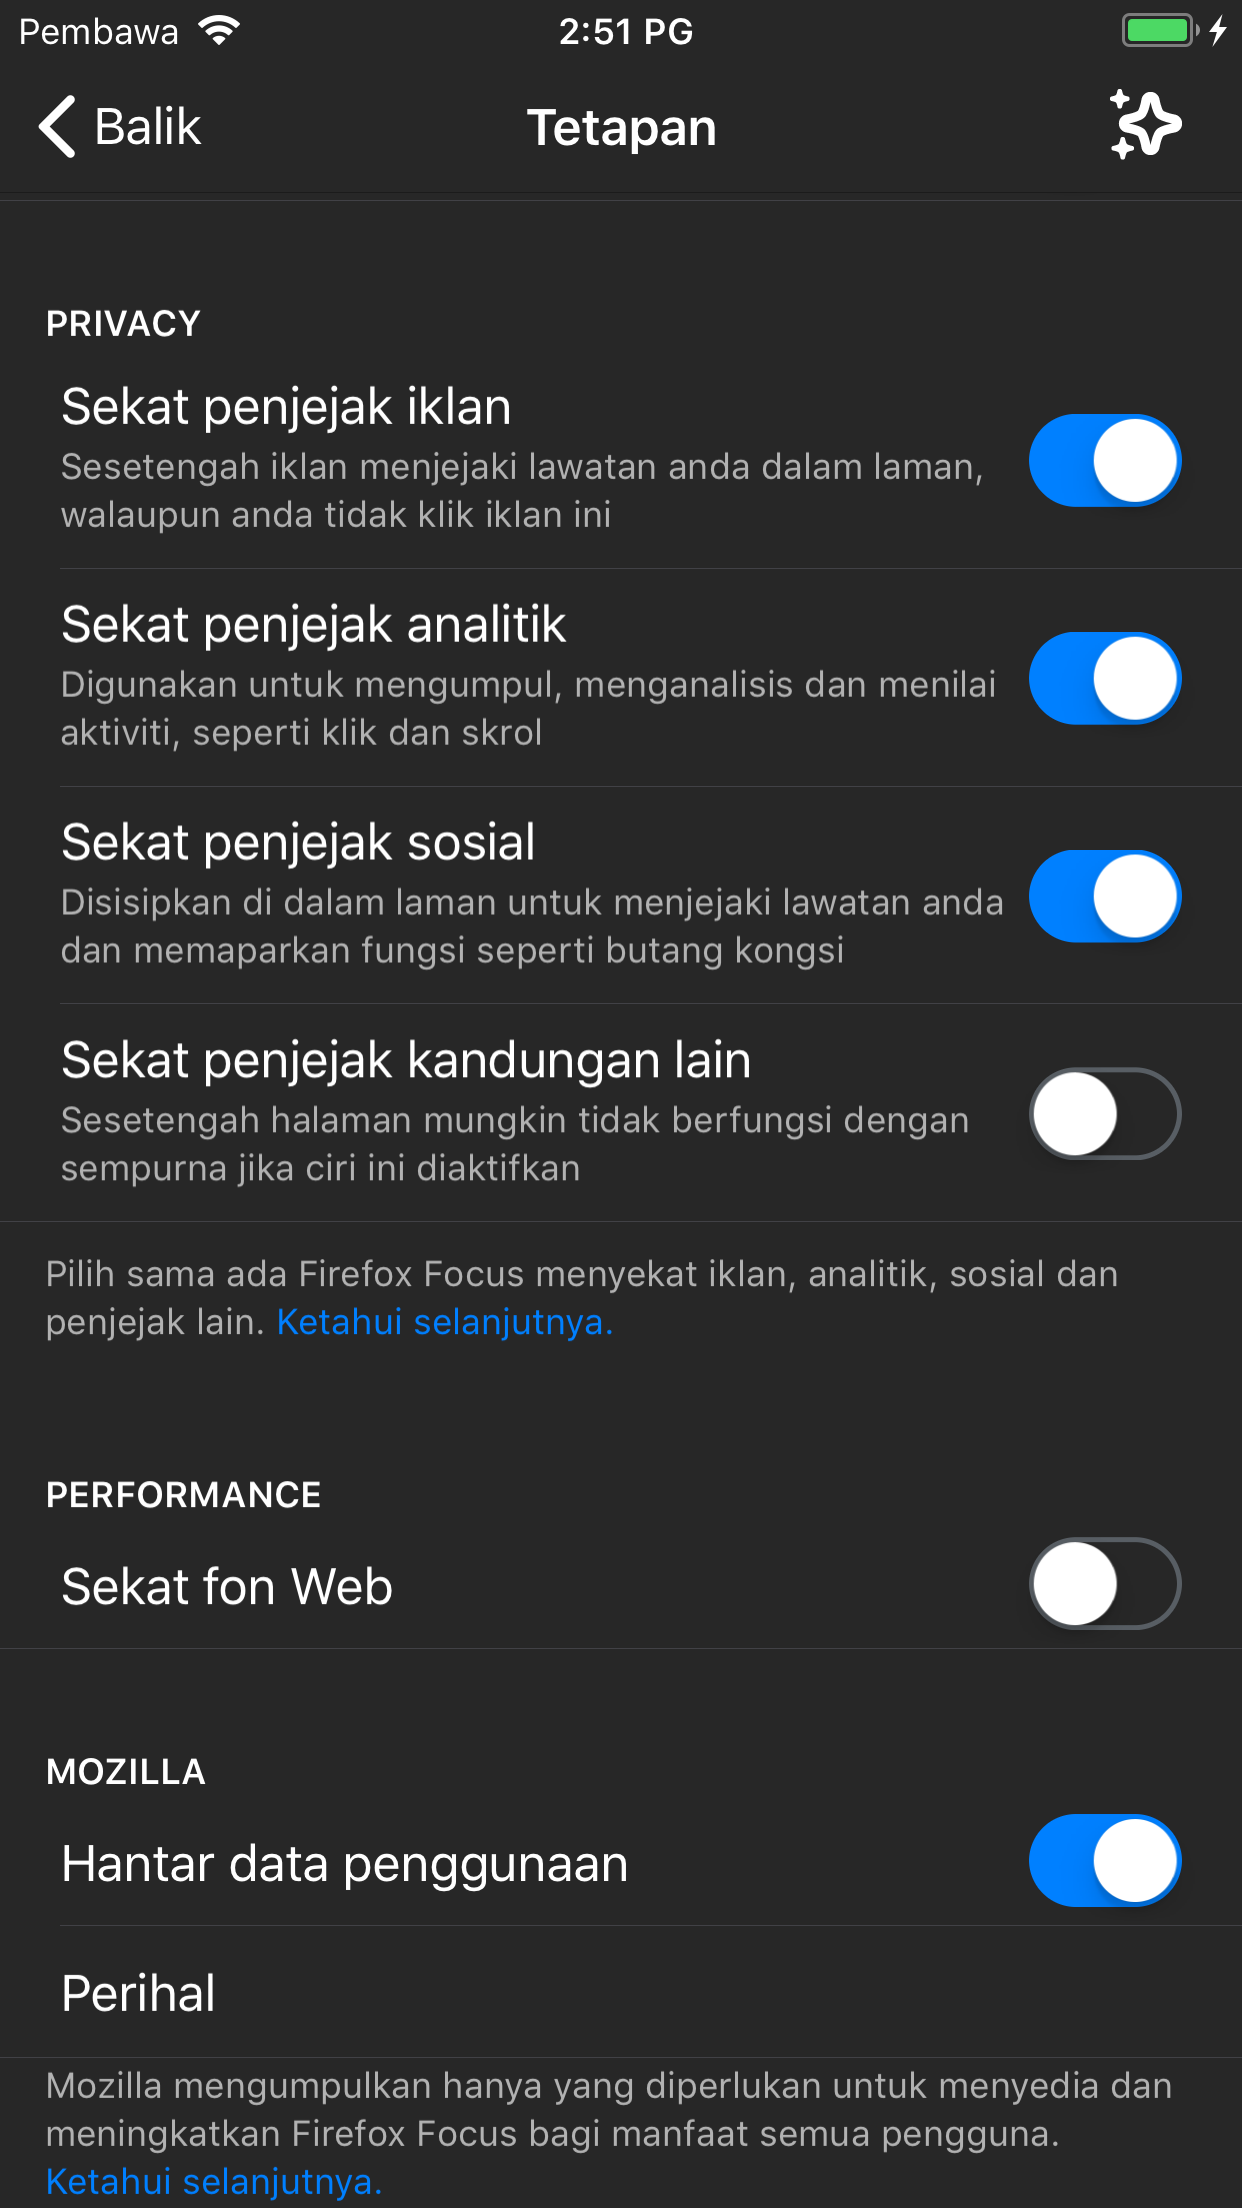 Pembawa
2:51 PG
Balik
Tetapan
PRIVACY
Sekat penjejak iklan
Sesetengah iklan menjejaki lawatan anda dalam laman,
walaupun anda tidak klik iklan ini
Sekat penjejak analitik
Digunakan untuk mengumpul, menganalisis dan menilai
aktiviti, seperti klik dan skrol
Sekat penjejak sosial
Disisipkan di dalam laman untuk menjejaki lawatan anda
dan memaparkan fungsi seperti butang kongsi
Sekat penjejak kandungan lain
Sesetengah halaman mungkin tidak berfungsi dengan
sempurna jika ciri ini diaktifkan
Pilih sama ada Firefox Focus menyekat iklan, analitik, sosial dan
penjejak lain. Ketahui selanjutnya.
PERFORMANCE
Sekat fon Web
MOZILLA
Hantar data penggunaan
Perihal
Mozilla mengumpulkan hanya yang diperlukan untuk menyedia dan
meningkatkan Firefox Focus bagi manfaat semua pengguna.
Ketahui selanjutnya.